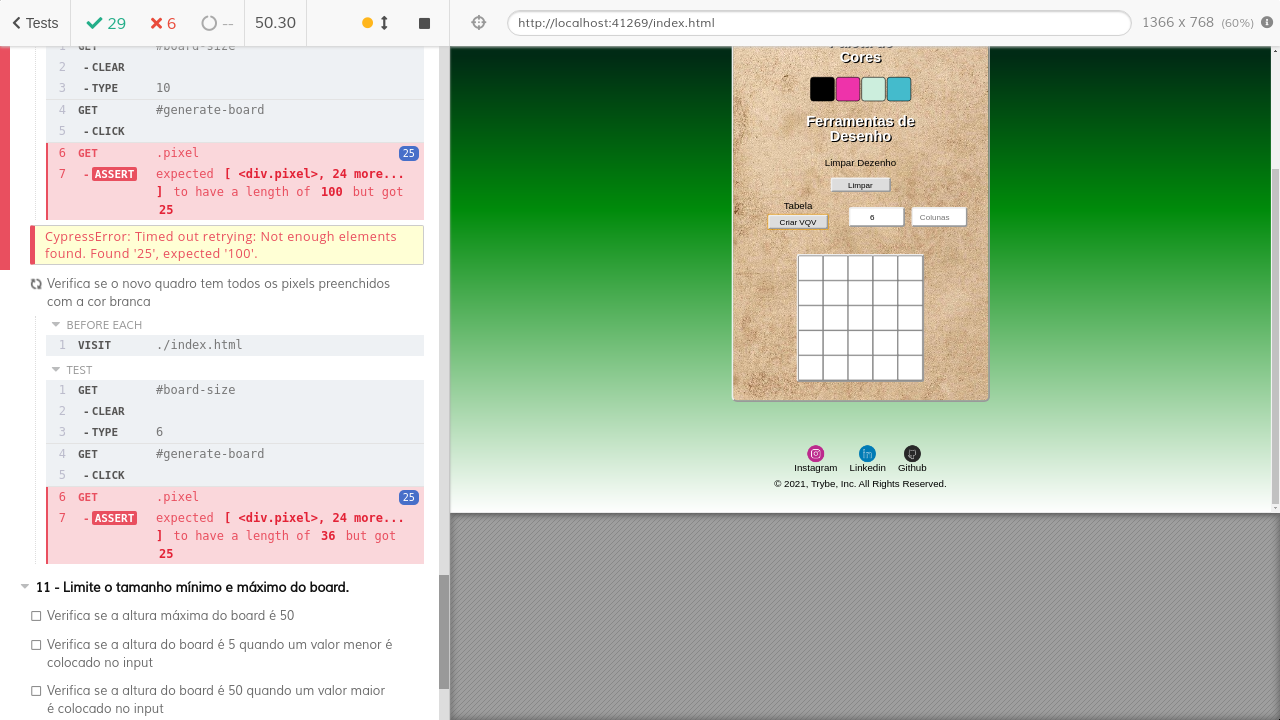 Tests
29
6
--
50.30
http://localhost:41269/index.html
1366 x 768 (60%)
1 GET #board-size
2 - CLEAR
3 - TYPE 10
4 GET #generate-board
5 - CLICK
6 GET .pixel 25
7 - ASSERT expected [ <div.pixel>, 24 more...
] to have a length of 100 but got
25
CypressError: Timed out retrying: Not enough elements
found. Found '25', expected '100'.
Verifica se o novo quadro tem todos os pixels preenchidos
com a cor branca
BEFORE EACH
1 VISIT ./index.html
TEST
1 GET #board-size
2 - CLEAR
3 - TYPE 6
4 GET #generate-board
5 - CLICK
6 GET .pixel 25
7 - ASSERT expected [ <div.pixel>, 24 more...
] to have a length of 36 but got
25
11 - Limite o tamanho mínimo e máximo do board.
Verifica se a altura máxima do board é 50
Verifica se a altura do board é 5 quando um valor menor é
colocado no input
Verifica se a altura do board é 50 quando um valor maior
é colocado no input
Cores
Ferramentas de
Desenho
Limpar Dezenho
Limpar
Tabela
Criar VQV
6
Colunas
Instagram
Linkedin
Github
© 2021, Trybe, Inc. All Rights Reserved.